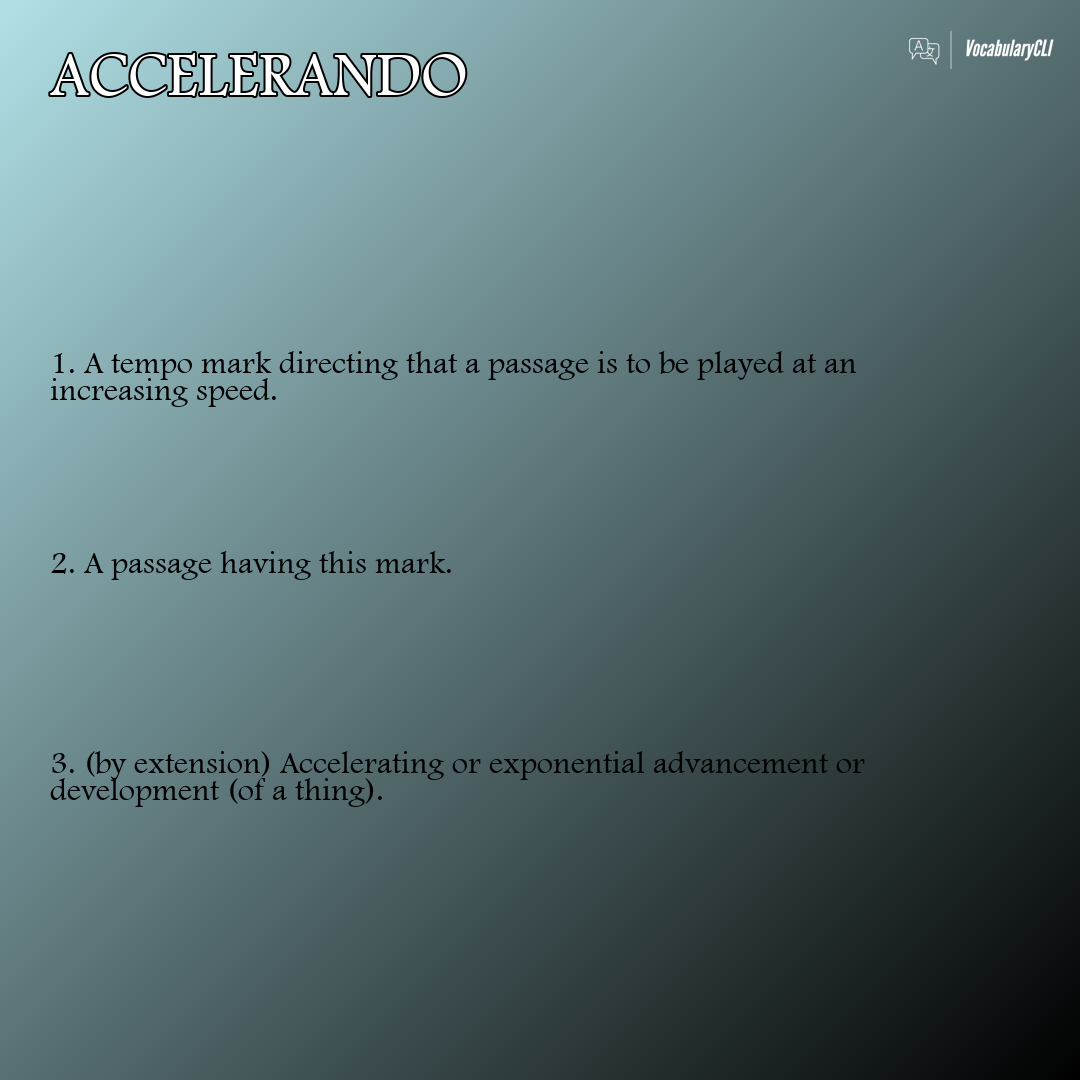 ACCELERANDO
VocabularyCLI
1. A tempo mark directing that a passage is to be played at an
increasing speed.
2. A passage having this mark.
3. (by extension) Accelerating or exponential advancement or
development (of a thing).